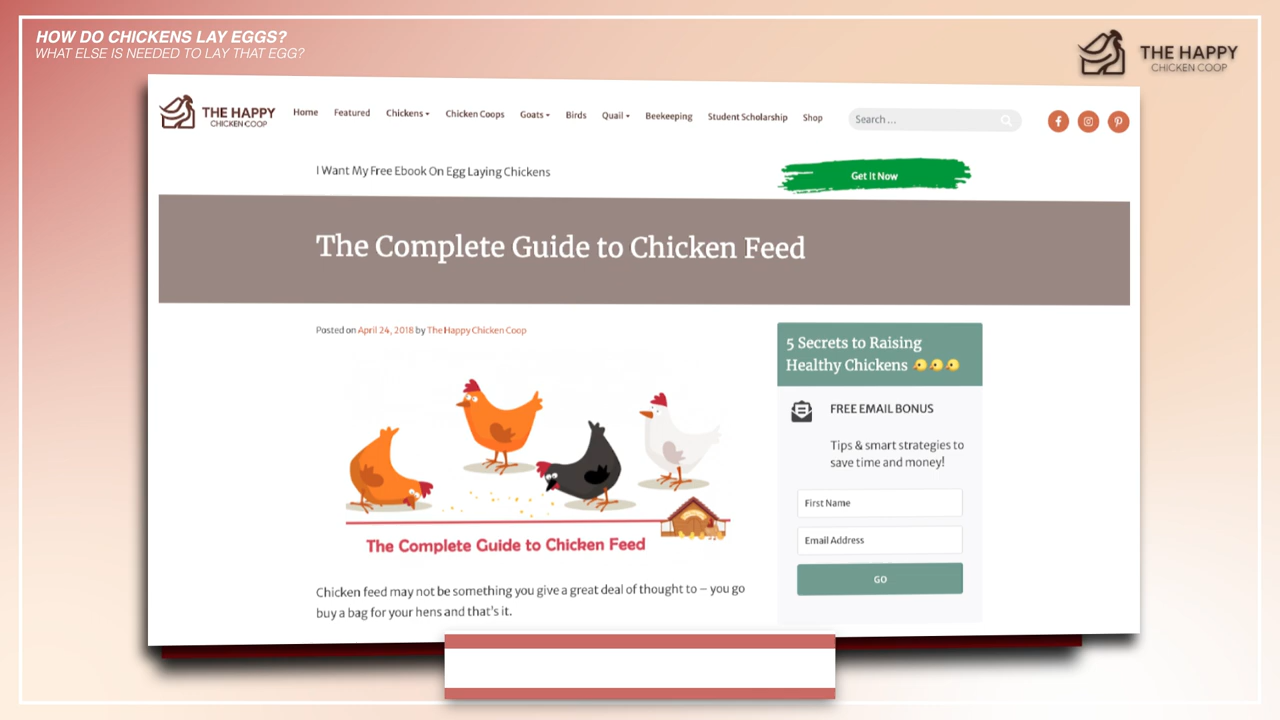 HOW DO CHICKENS LAY EGGS?
WHAT ELSE IS NEEDED TO LAY THAT EGG?
THE HAPPY
CHICKEN COOP
THE HAPPY
CHICKEN COOP
Home Featured Chickens Chicken Coops Goats Birds Quail Beekeeping Student Scholarship Shop
Search ...
I Want My Free Ebook On Egg Laying Chickens
Get It Now
The Complete Guide to Chicken Feed
Posted on April 24, 2018 by The Happy Chicken Coop
The Complete Guide to Chicken Feed
Chicken feed may not be something you give a great deal of thought to – you go
buy a bag for your hens and that's it.
5 Secrets to Raising
Healthy Chickens 🐤🐤🐤
FREE EMAIL BONUS
Tips & smart strategies to
save time and money!
First Name
Email Address
GO